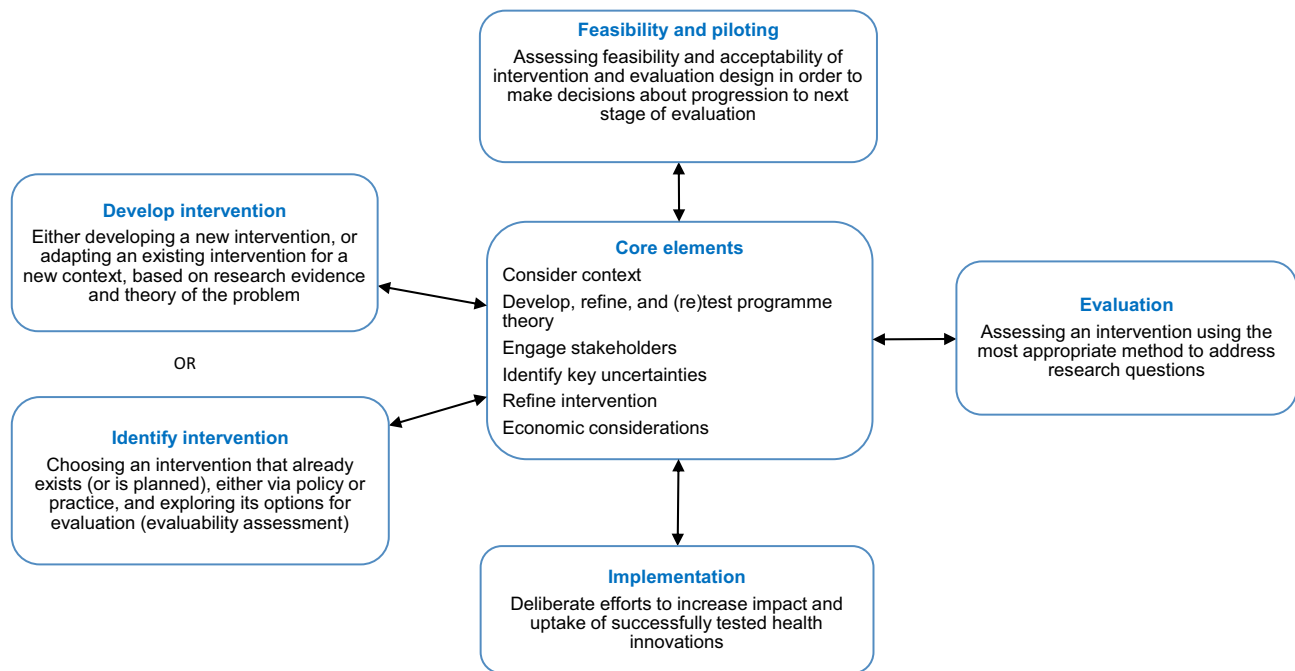 Feasibility and piloting
Assessing feasibility and acceptability of
intervention and evaluation design in order to
make decisions about progression to next
stage of evaluation
Develop intervention
Either developing a new intervention, or
adapting an existing intervention for a
new context, based on research evidence
and theory of the problem
OR
Identify intervention
Choosing an intervention that already
exists (or is planned), either via policy or
practice, and exploring its options for
evaluation (evaluability assessment)
Core elements
Consider context
Develop, refine, and (re)test programme
theory
Engage stakeholders
Identify key uncertainties
Refine intervention
Economic considerations
Evaluation
Assessing an intervention using the
most appropriate method to address
research questions
Implementation
Deliberate efforts to increase impact and
uptake of successfully tested health
innovations